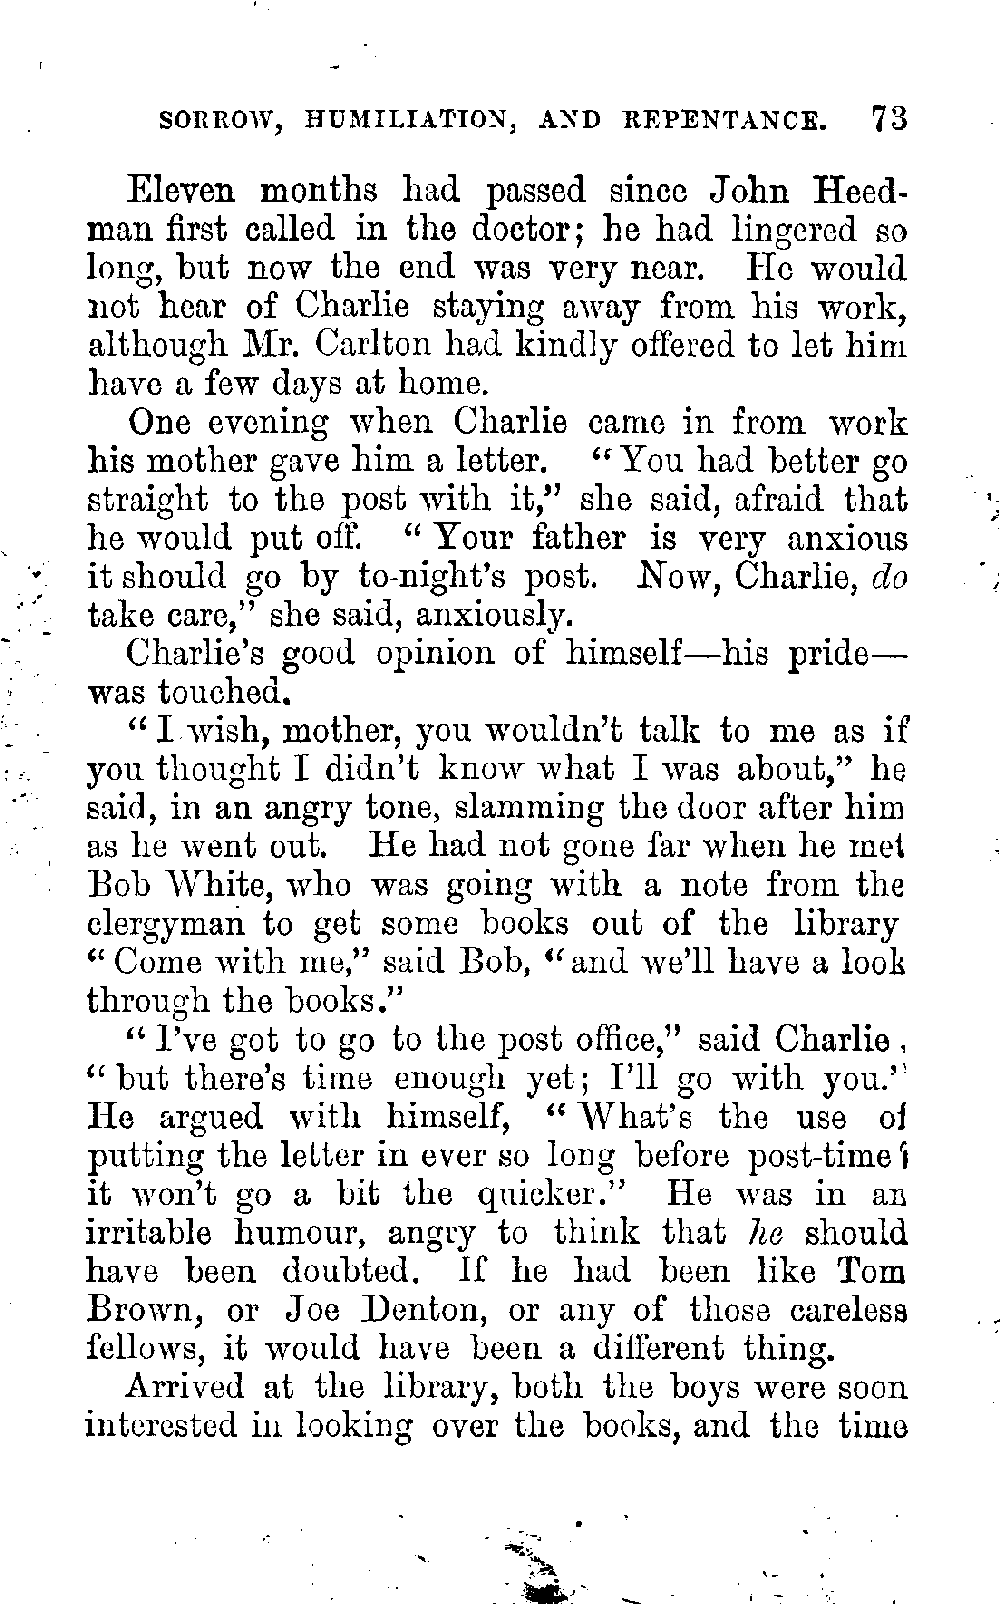 SORROW, HUMILIATION, AND REPENTANCE. 73
Eleven months had passed since John Heed-
man first called in the doctor; he had lingered so
long, but now the end was very near. He would
not hear of Charlie staying away from his work,
although Mr. Carlton had kindly offered to let him
have a few days at home.
One evening when Charlie came in from work
his mother gave him a letter. “ You had better go
straight to the post with it,” she said, afraid that
he would put off. “ Your father is very anxious
it should go by to-night’s post. Now, Charlie, do
take care,” she said, anxiously.
Charlie’s good opinion of himself—his pride—
was touched.
“ I wish, mother, you wouldn’t talk to me as if
you thought I didn’t know what I was about,” he
said, in an angry tone, slamming the door after him
as he went out. He had not gone far when he met
Bob White, who was going with a note from the
clergyman to get some books out of the library
“ Come with me,” said Bob, “ and we’ll have a look
through the books.”
“ I’ve got to go to the post office,” said Charlie,
“ but there’s time enough yet; I’ll go with you.”
He argued with himself, “ What’s the use of
putting the letter in ever so long before post-time?
it won’t go a bit the quicker.” He was in an
irritable humour, angry to think that he should
have been doubted. If he had been like Tom
Brown, or Joe Denton, or any of those careless
fellows, it would have been a different thing.
Arrived at the library, both the boys were soon
interested in looking over the books, and the time